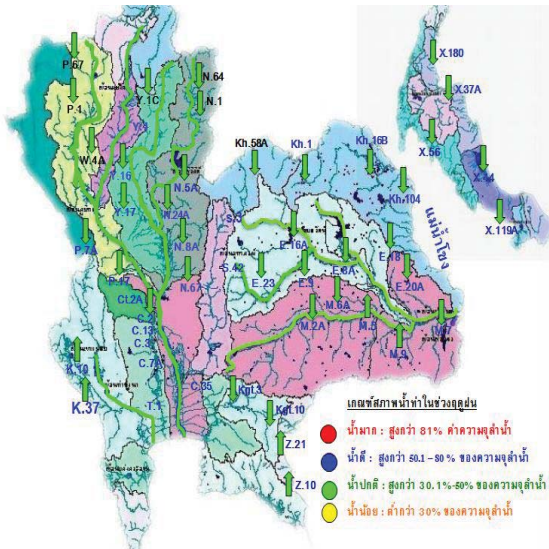 P.67
N.64
X.180
P.1
Y.1C
N.1
X.37A
Kh.58A
Kh.1
Kh.16B
X.56
W.4A
Y.16
N.5A
Kh.104
X.119A
Y.17
W.24A
แม่น้ำโขง
P.7A
N.8A
E.16A
E.8A
E.18
S.42
P.17
N.67
E.23
E.9
E.20A
Ct.2A
M.6A
C.2
M.2A
M.5
M.7
C.13
C.3
M.9
C.7A
K.10
C.35
Kgt.3
K.37
T.1
Kgt.10
เกณฑ์สภาพน้ำท่าในช่วงฤดูฝน
น้ำมาก : สูงกว่า 81% ค่าความจุลำน้ำ
Z.21
น้ำดี : สูงกว่า 50.1-80 % ของความจุลำน้ำ
น้ำปกติ : สูงกว่า 30.1%-50% ของความจุลำน้ำ
Z.10
น้ำน้อย : ต่ำกว่า 30% ของความจุลำน้ำ